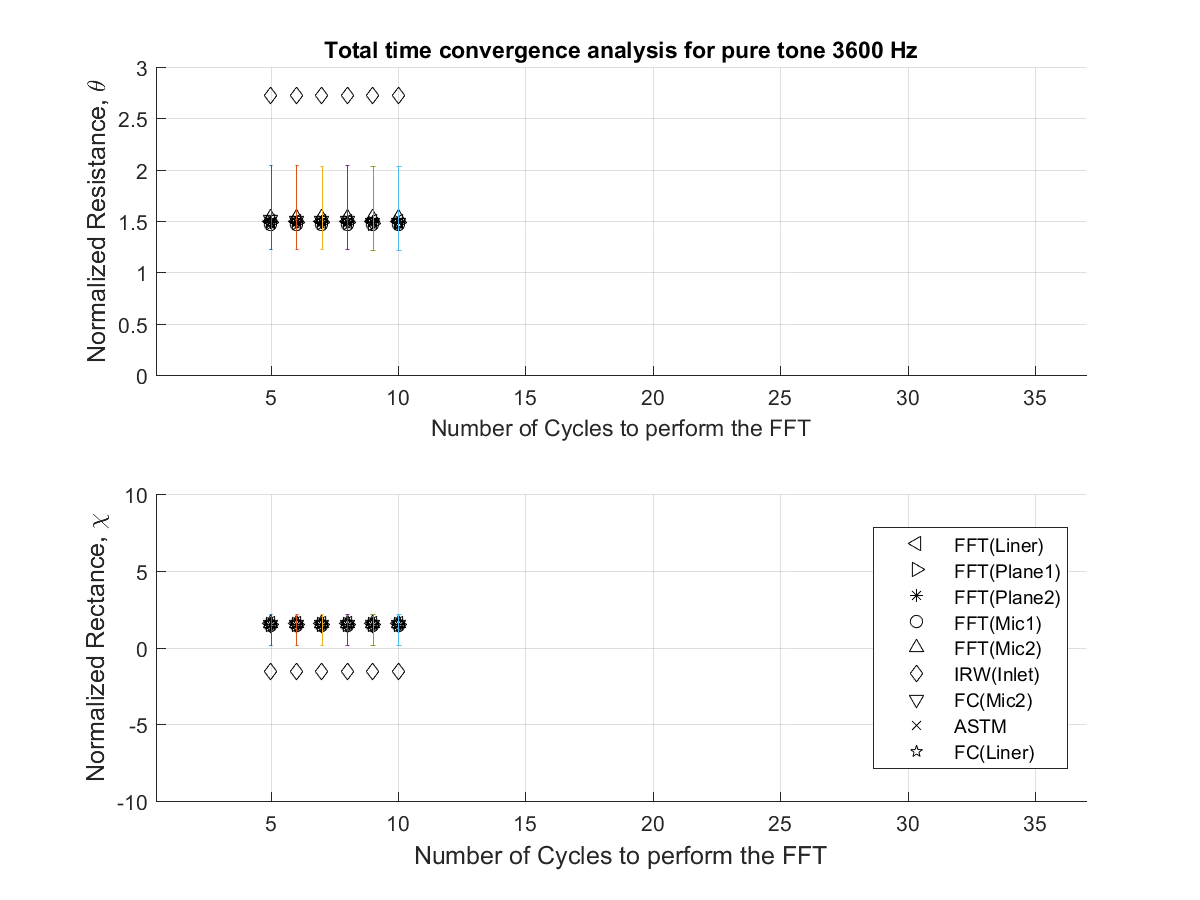 Total time convergence analysis for pure tone 3600 Hz
Normalized Resistance, θ
3
2.5
2
1.5
1
0.5
0
5 10 15 20 25 30 35
Number of Cycles to perform the FFT
Normalized Rectance, χ
10
5
0
-5
-10
FFT(Liner)
FFT(Plane1)
FFT(Plane2)
FFT(Mic1)
FFT(Mic2)
IRW(Inlet)
FC(Mic2)
ASTM
FC(Liner)
5 10 15 20 25 30 35
Number of Cycles to perform the FFT